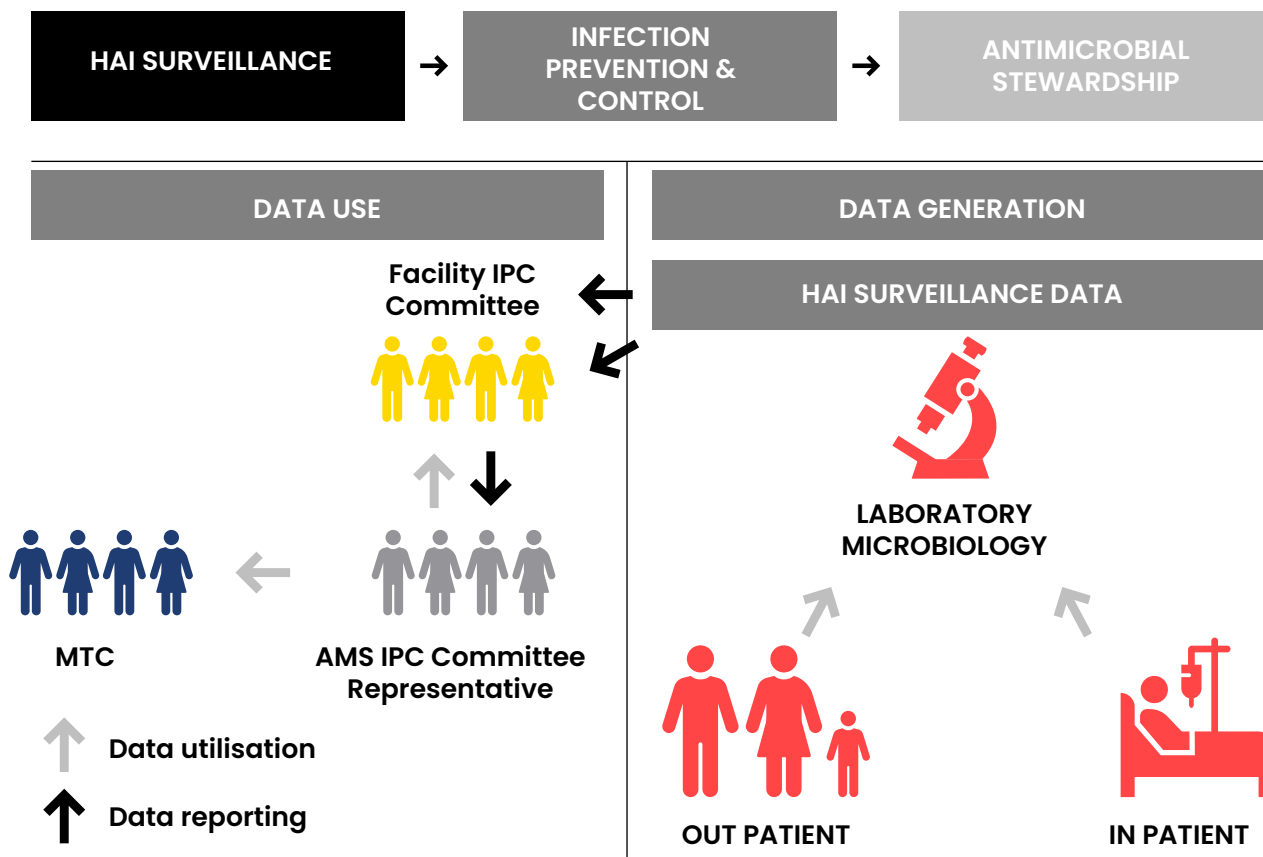 HAI SURVEILLANCE
INFECTION
PREVENTION &
CONTROL
ANTIMICROBIAL
STEWARDSHIP
DATA USE
DATA GENERATION
Facility IPC
Committee
HAI SURVEILLANCE DATA
LABORATORY
MICROBIOLOGY
MTC
AMS IPC Committee
Representative
Data utilisation
Data reporting
OUT PATIENT
IN PATIENT